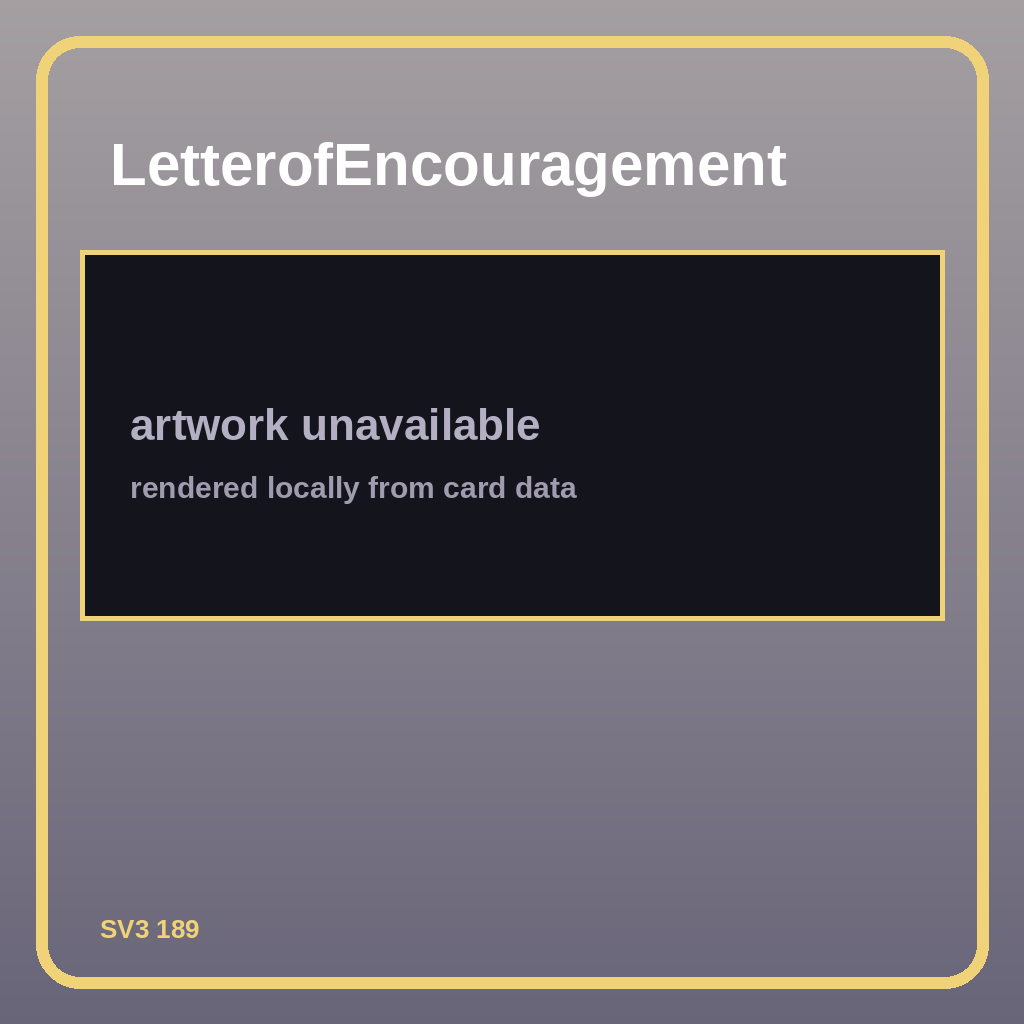 LetterofEncouragement
artwork unavailable
rendered locally from card data
SV3 189